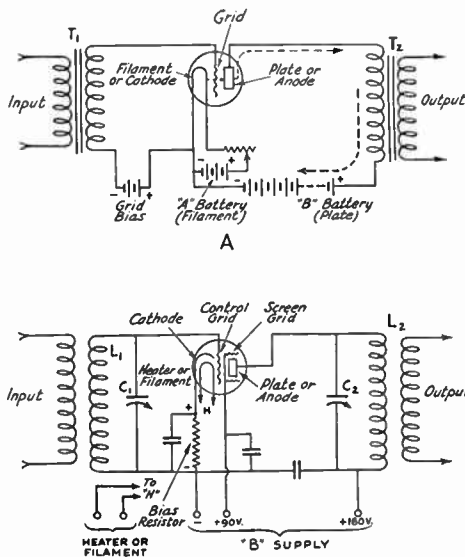 Grid
T1
T2
Filament
or Cathode
Plate or
Anode
Input
Output
- +
- +
- +
Grid
Bias
"A" Battery
(Filament)
"B" Battery
(Plate)
A
Control
Grid
Screen
Grid
Cathode
L1
L2
Heater or
Filament
C1
C2
H
Plate or
Anode
Input
Output
+
-
To
"H"
Bias
Resistor
- +90V. +180V.
HEATER OR
FILAMENT
"B" SUPPLY